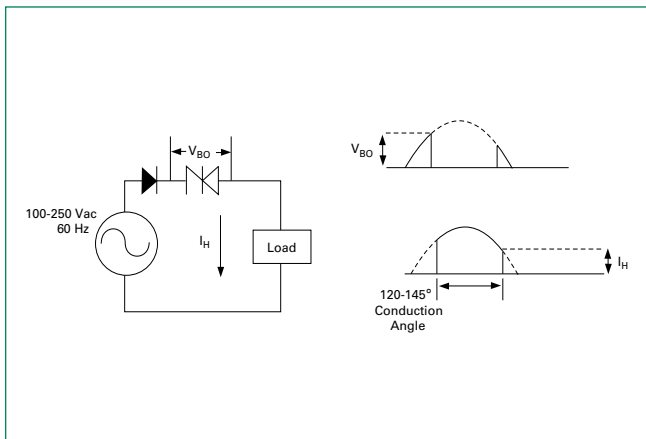 V_BO
100-250 Vac
60 Hz
I_H
Load
V_BO
I_H
120-145°
Conduction
Angle